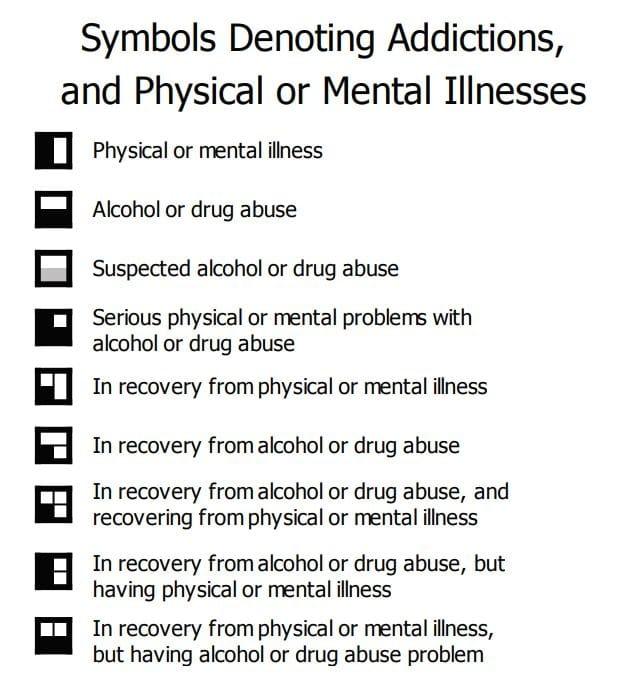 Symbols Denoting Addictions,
and Physical or Mental Illnesses
Physical or mental illness
Alcohol or drug abuse
Suspected alcohol or drug abuse
Serious physical or mental problems with
alcohol or drug abuse
In recovery from physical or mental illness
In recovery from alcohol or drug abuse
In recovery from alcohol or drug abuse, and
recovering from physical or mental illness
In recovery from alcohol or drug abuse, but
having physical or mental illness
In recovery from physical or mental illness,
but having alcohol or drug abuse problem